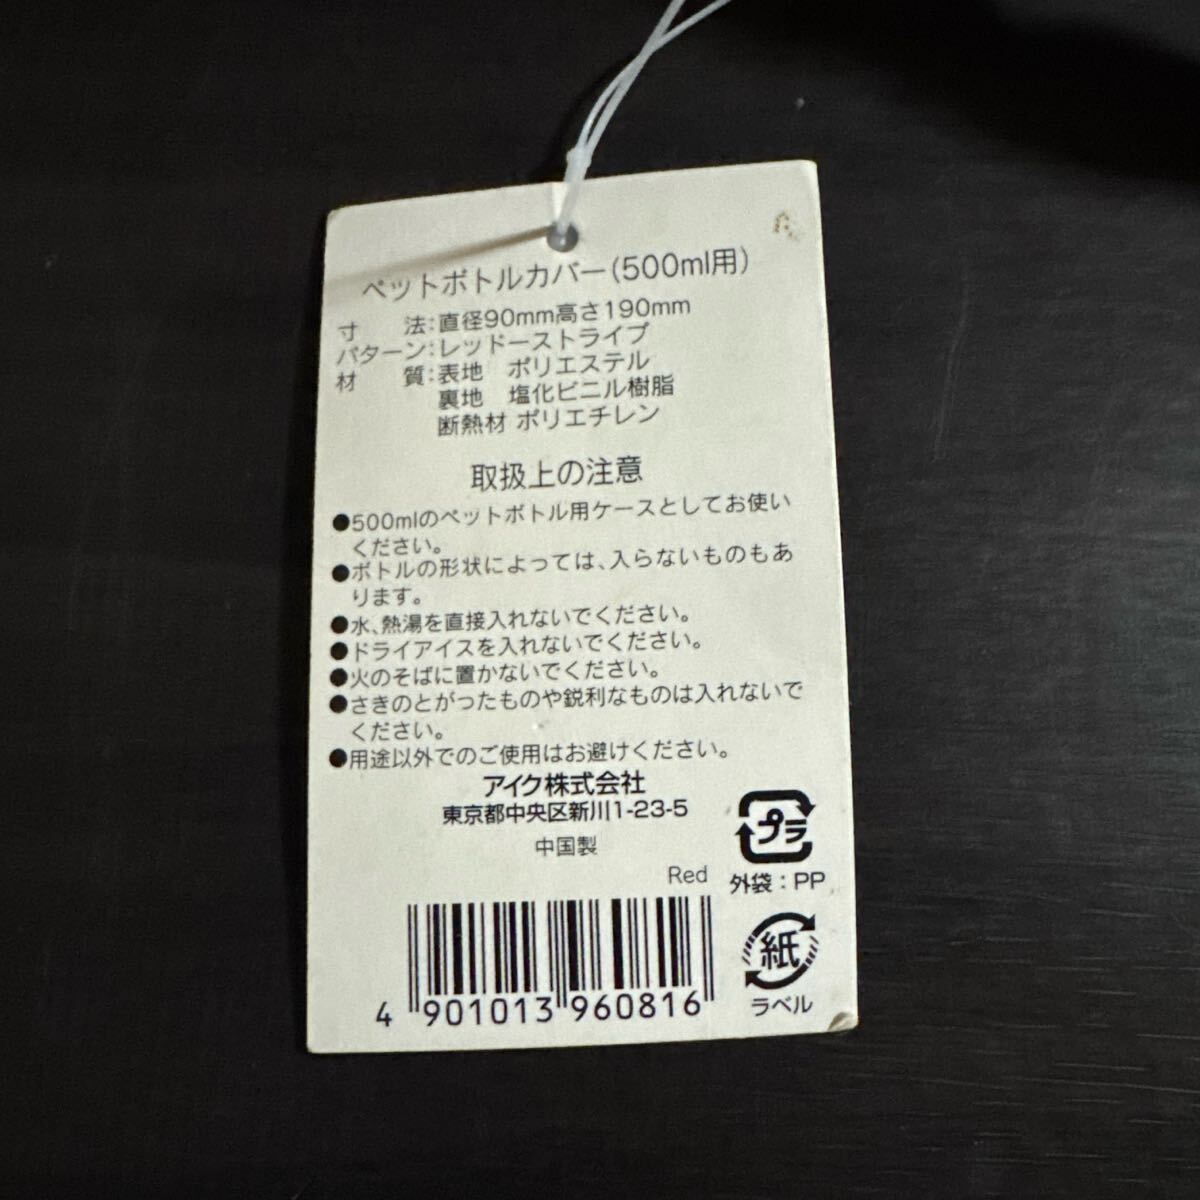 ペットボトルカバー(500ml用)
寸　　法:直径90mm高さ190mm
パターン:レッドーストライプ
材　　質:表地　ポリエステル
裏地　塩化ビニル樹脂
断熱材 ポリエチレン
取扱上の注意
●500mlのペットボトル用ケースとしてお使い
ください。
●ボトルの形状によっては、入らないものもあ
ります。
●水、熱湯を直接入れないでください。
●ドライアイスを入れないでください。
●火のそばに置かないでください。
●さきのとがったものや鋭利なものは入れないで
ください。
●用途以外でのご使用はお避けください。
アイク株式会社
東京都中央区新川1-23-5
中国製
Red
プラ
外袋：PP
紙
ラベル
4 901013 960816